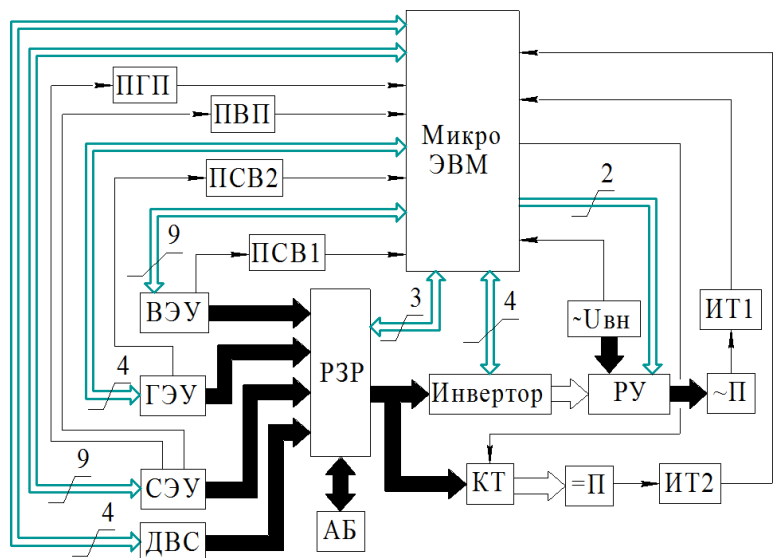 ПГП
ПВП
Микро
ЭВМ
ПСВ2
2
9
ПСВ1
3
4
ВЭУ
~Uвн
ИТ1
РЗР
4
ГЭУ
Инвертор
РУ
~П
9
СЭУ
КТ
=П
ИТ2
4
ДВС
АБ